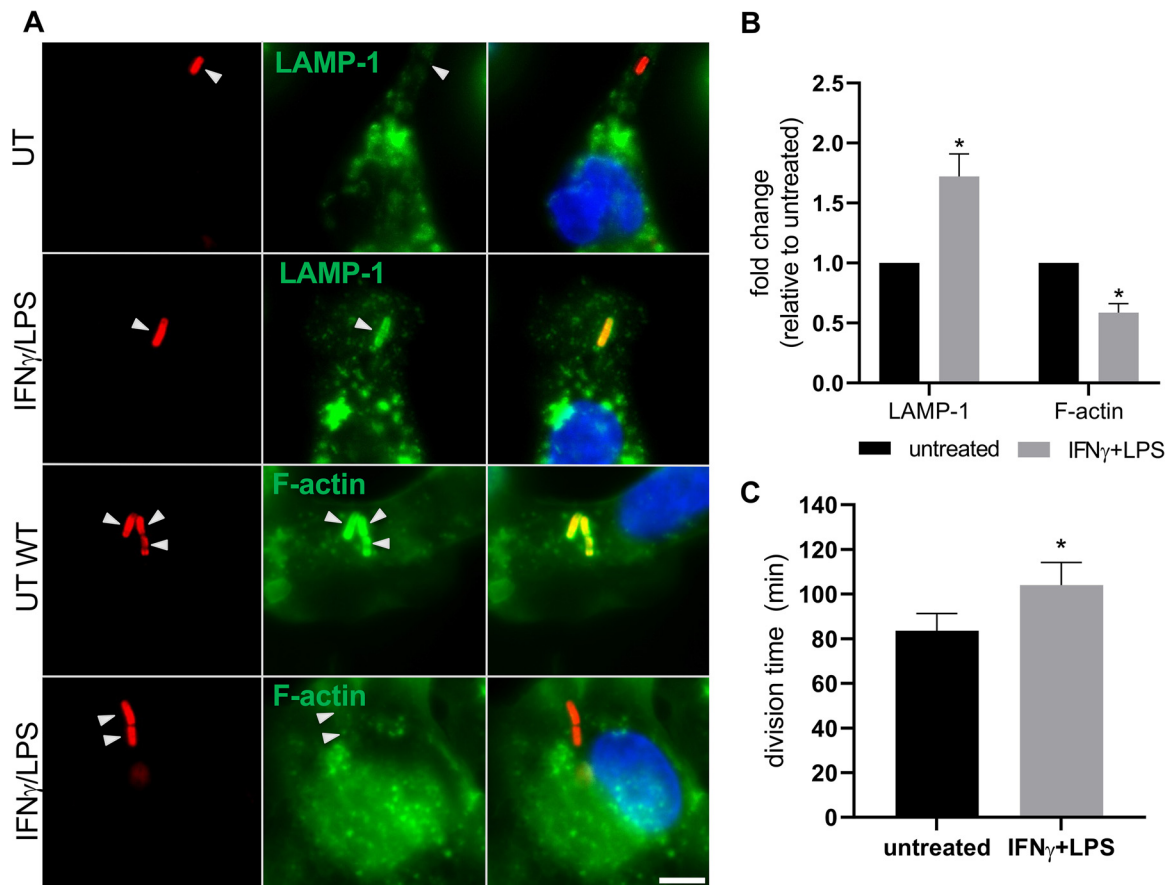 A
UT
LAMP-1
IFNγ/LPS
LAMP-1
UT WT
F-actin
IFNγ/LPS
F-actin
B
fold change
(relative to untreated)
2.5
2.0
1.5
1.0
0.5
0.0
*
*
LAMP-1 F-actin
untreated IFNγ+LPS
C
division time (min)
140
120
100
80
60
40
20
0
*
untreated IFNγ+LPS